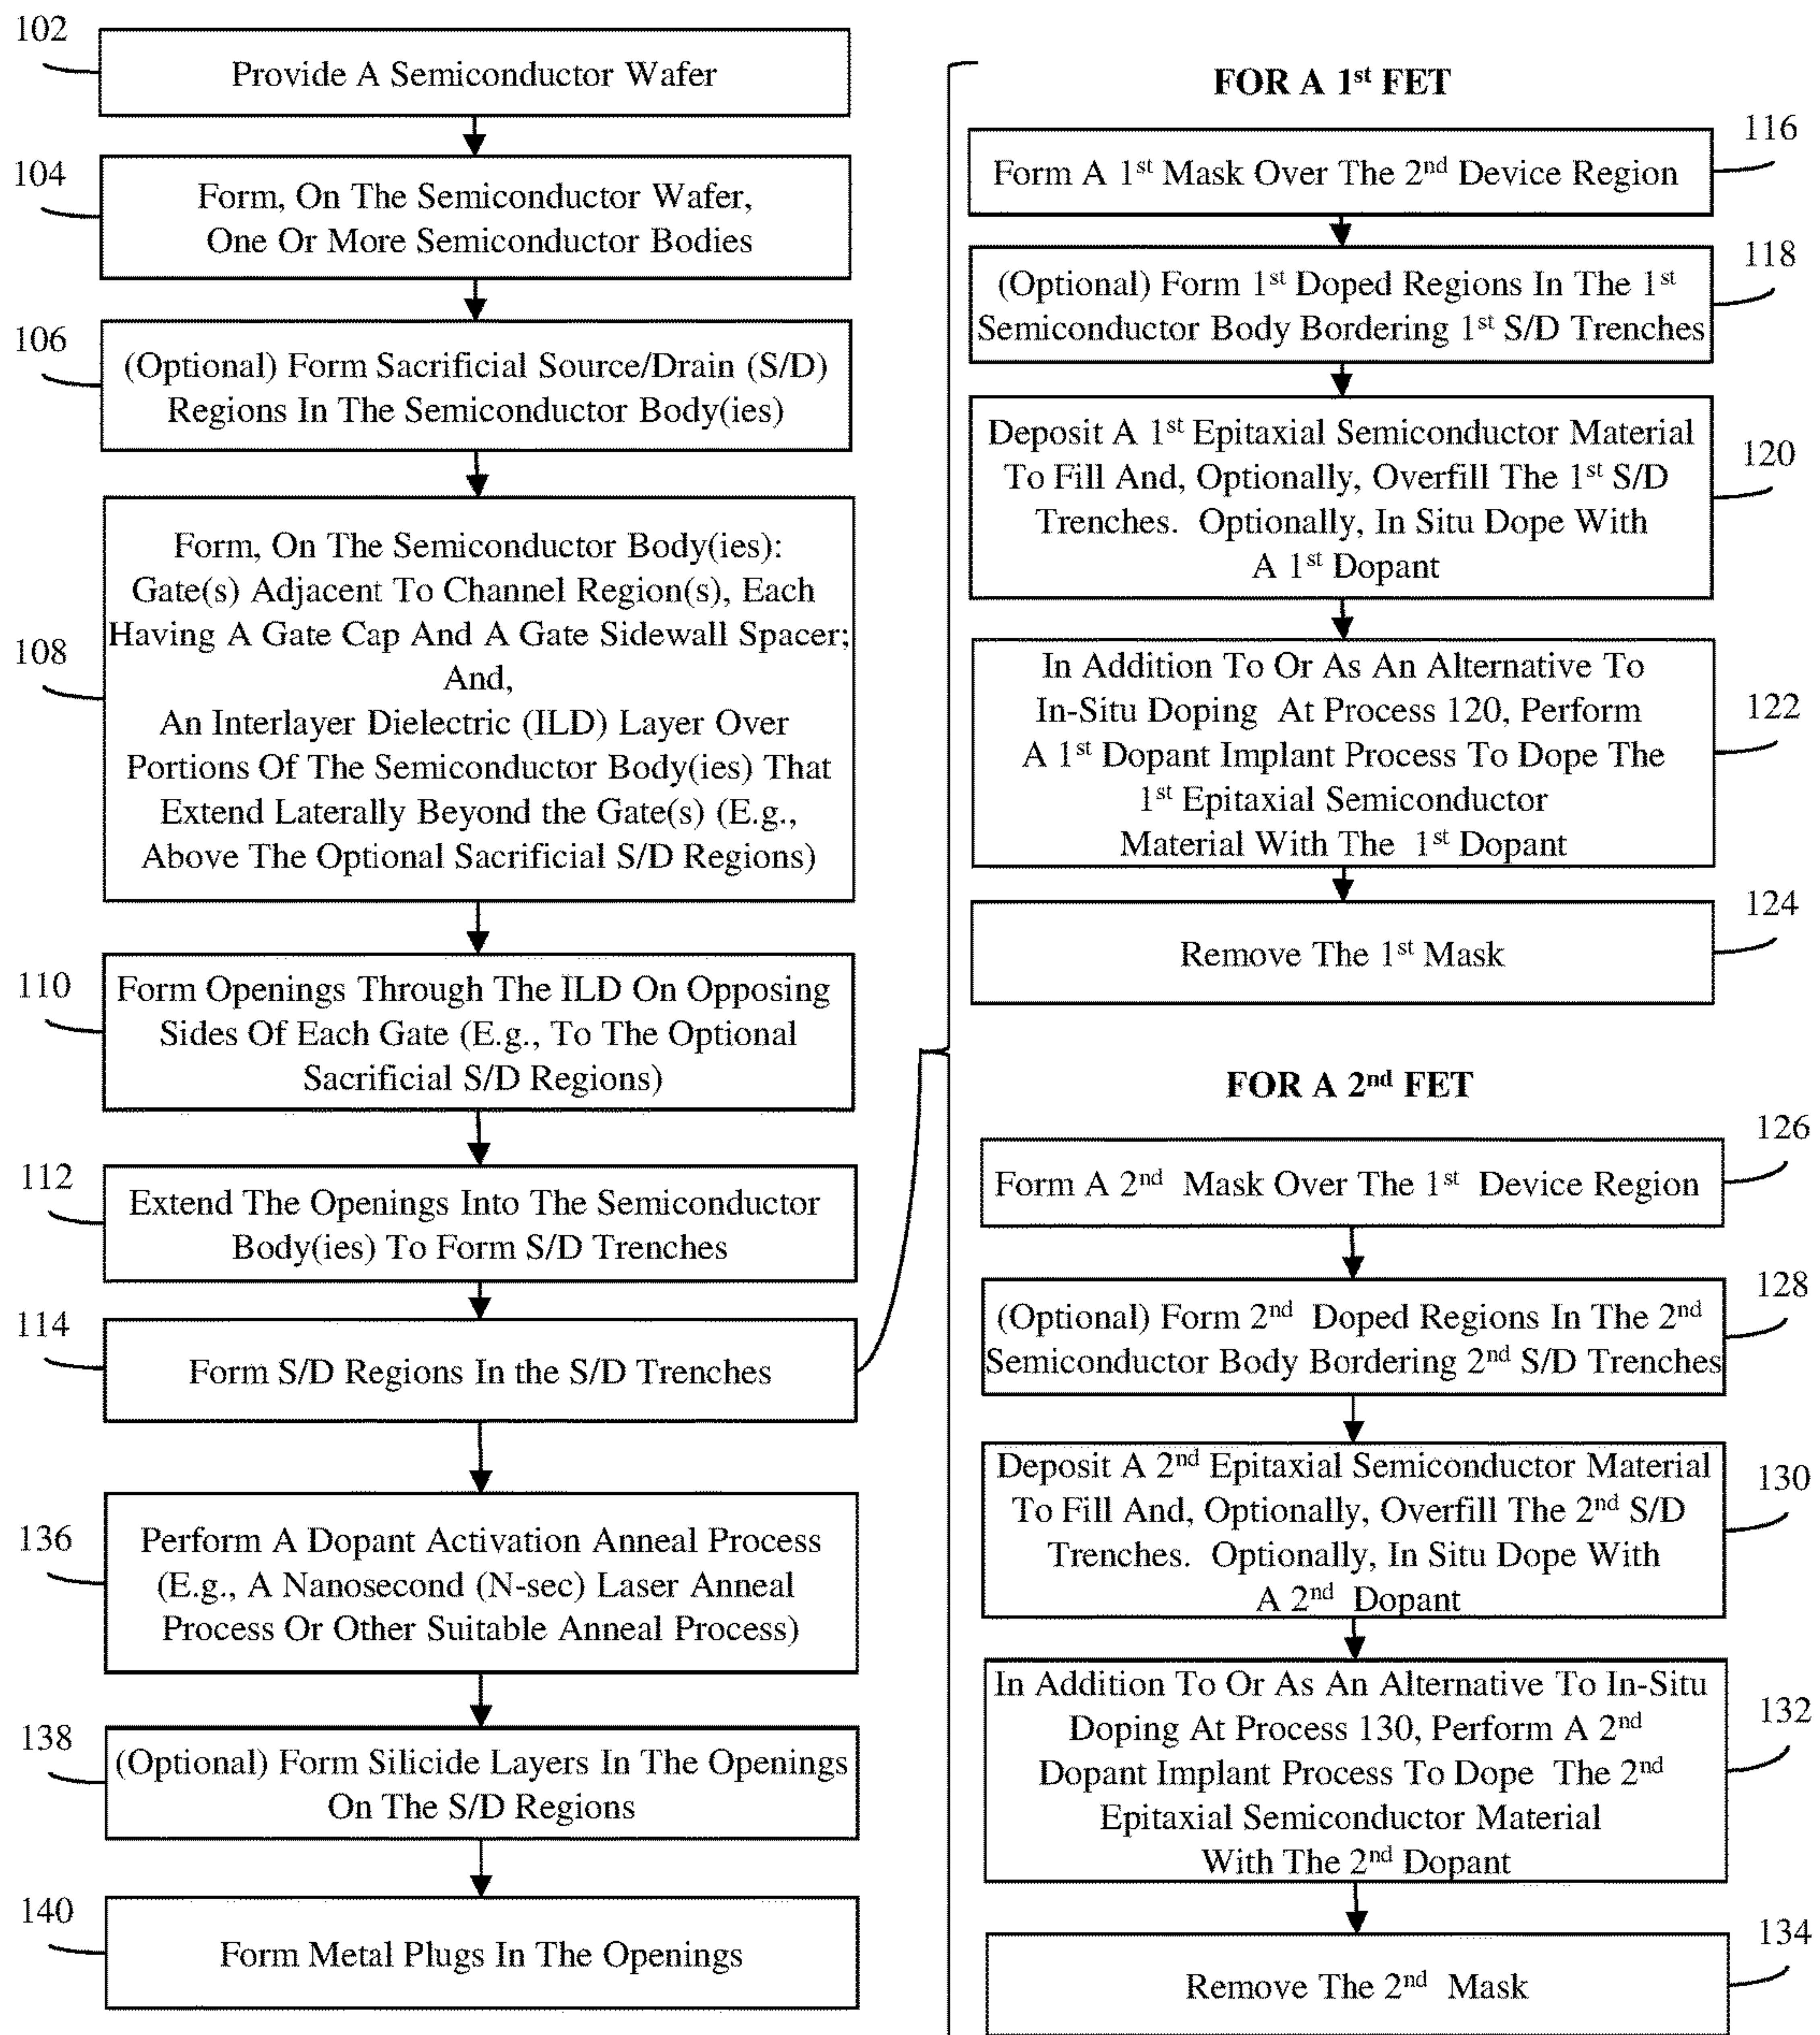 102
Provide A Semiconductor Wafer
104
Form, On The Semiconductor Wafer,
One Or More Semiconductor Bodies
106
(Optional) Form Sacrificial Source/Drain (S/D)
Regions In The Semiconductor Body(ies)
108
Form, On The Semiconductor Body(ies):
Gate(s) Adjacent To Channel Region(s), Each
Having A Gate Cap And A Gate Sidewall Spacer;
And,
An Interlayer Dielectric (ILD) Layer Over
Portions Of The Semiconductor Body(ies) That
Extend Laterally Beyond the Gate(s) (E.g.,
Above The Optional Sacrificial S/D Regions)
110
Form Openings Through The ILD On Opposing
Sides Of Each Gate (E.g., To The Optional
Sacrificial S/D Regions)
112
Extend The Openings Into The Semiconductor
Body(ies) To Form S/D Trenches
114
Form S/D Regions In the S/D Trenches
136
Perform A Dopant Activation Anneal Process
(E.g., A Nanosecond (N-sec) Laser Anneal
Process Or Other Suitable Anneal Process)
138
(Optional) Form Silicide Layers In The Openings
On The S/D Regions
140
Form Metal Plugs In The Openings
FOR A 1st FET
116
Form A 1st Mask Over The 2nd Device Region
118
(Optional) Form 1st Doped Regions In The 1st
Semiconductor Body Bordering 1st S/D Trenches
120
Deposit A 1st Epitaxial Semiconductor Material
To Fill And, Optionally, Overfill The 1st S/D
Trenches. Optionally, In Situ Dope With
A 1st Dopant
122
In Addition To Or As An Alternative To
In-Situ Doping At Process 120, Perform
A 1st Dopant Implant Process To Dope The
1st Epitaxial Semiconductor
Material With The 1st Dopant
124
Remove The 1st Mask
FOR A 2nd FET
126
Form A 2nd Mask Over The 1st Device Region
128
(Optional) Form 2nd Doped Regions In The 2nd
Semiconductor Body Bordering 2nd S/D Trenches
130
Deposit A 2nd Epitaxial Semiconductor Material
To Fill And, Optionally, Overfill The 2nd S/D
Trenches. Optionally, In Situ Dope With
A 2nd Dopant
132
In Addition To Or As An Alternative To In-Situ
Doping At Process 130, Perform A 2nd
Dopant Implant Process To Dope The 2nd
Epitaxial Semiconductor Material
With The 2nd Dopant
134
Remove The 2nd Mask